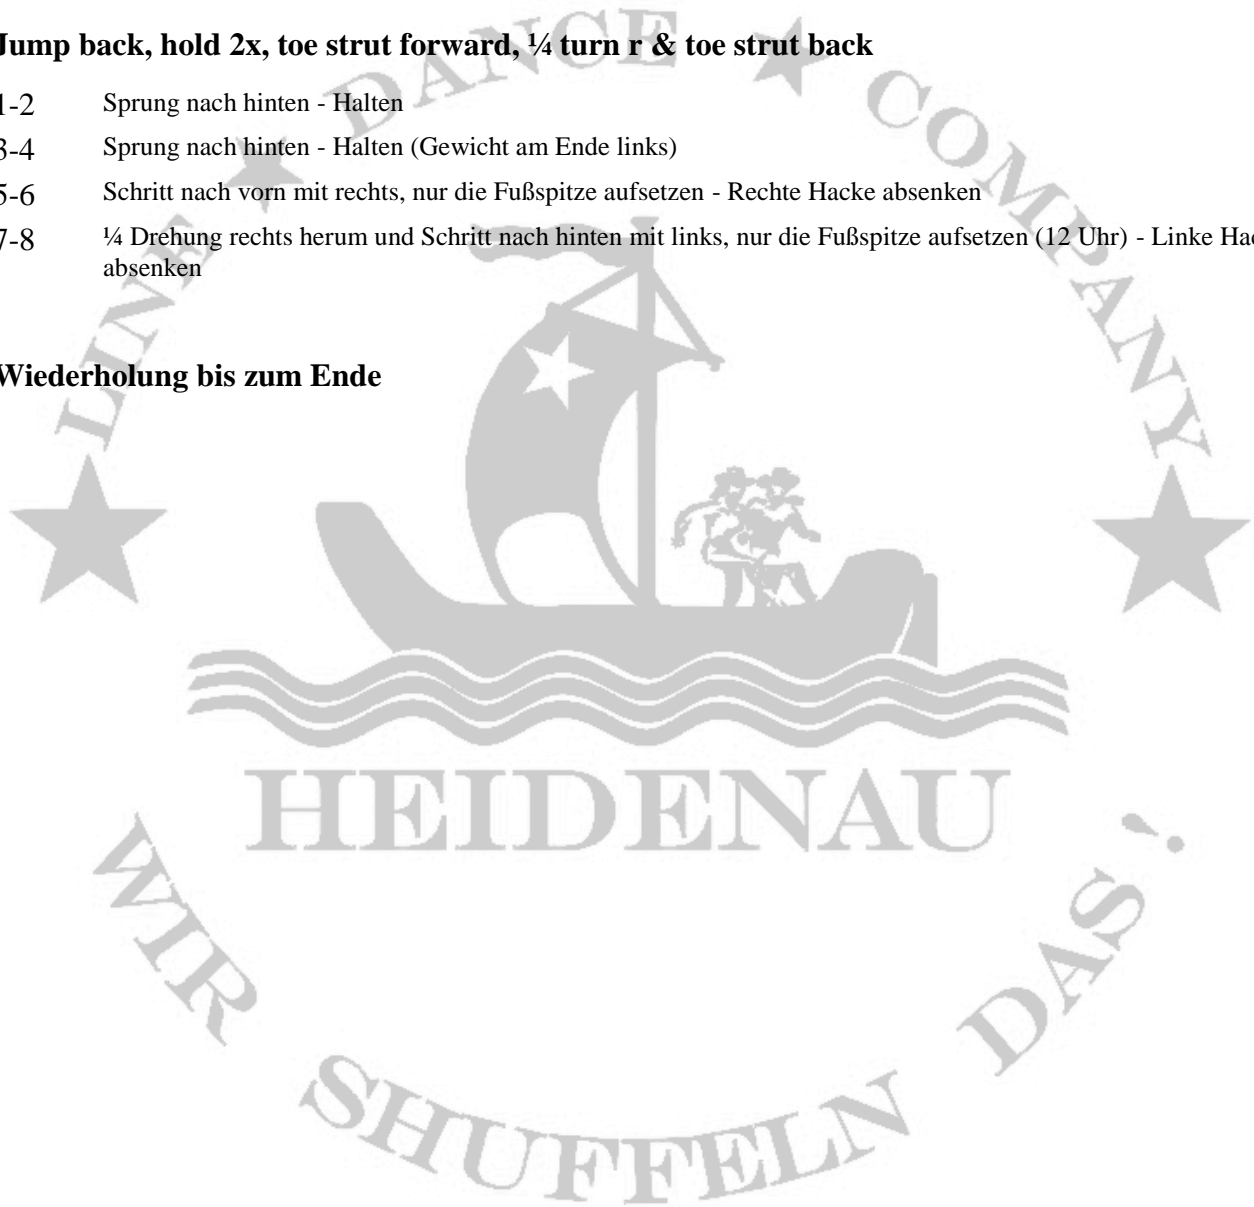 Jump back, hold 2x, toe strut forward, ¼ turn r & toe strut back
1-2 Sprung nach hinten - Halten
3-4 Sprung nach hinten - Halten (Gewicht am Ende links)
5-6 Schritt nach vorn mit rechts, nur die Fußspitze aufsetzen - Rechte Hacke absenken
7-8 ¼ Drehung rechts herum und Schritt nach hinten mit links, nur die Fußspitze aufsetzen (12 Uhr) - Linke
absenken
Wiederholung bis zum Ende
LINE DANCE COMPANY
HEIDENAU
WIR SHUFFELN DAS !